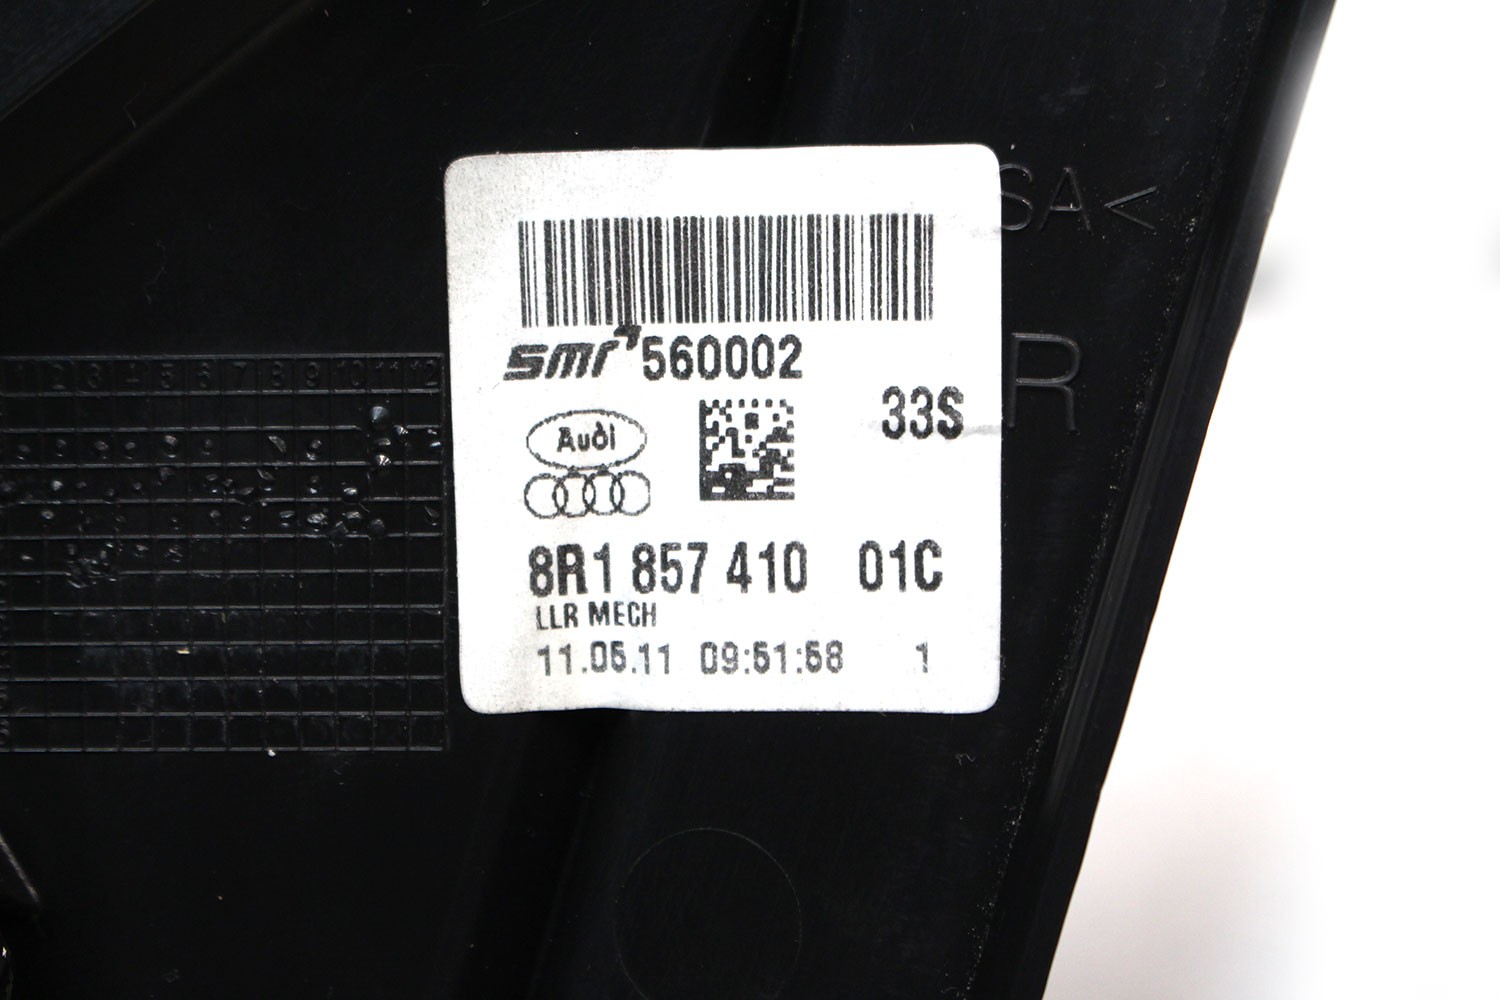 SA<
smr 560002
33S
R
Audi
8R1 857 410 01C
LLR MECH
11.05.11 09:51:58 1
1 2 3 4 5 6 7 8 9 10 11 12